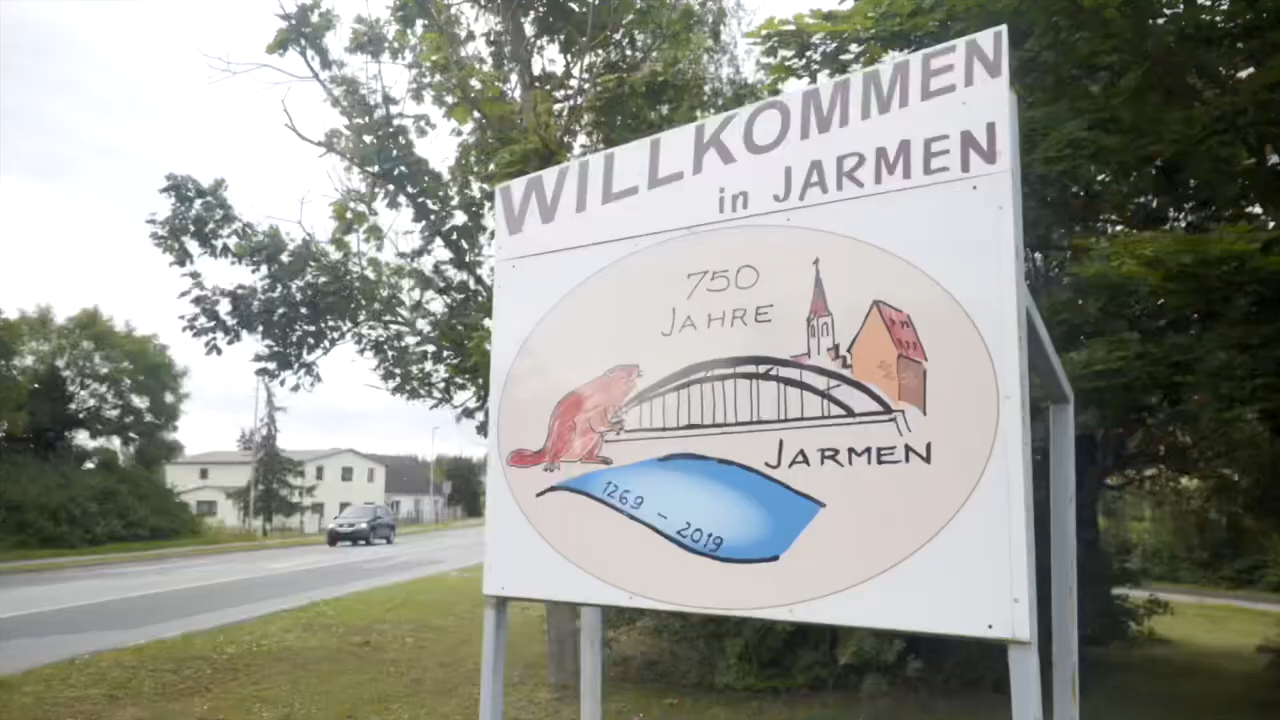 WILLKOMMEN
in JARMEN
750
JAHRE
JARMEN
1269 - 2019